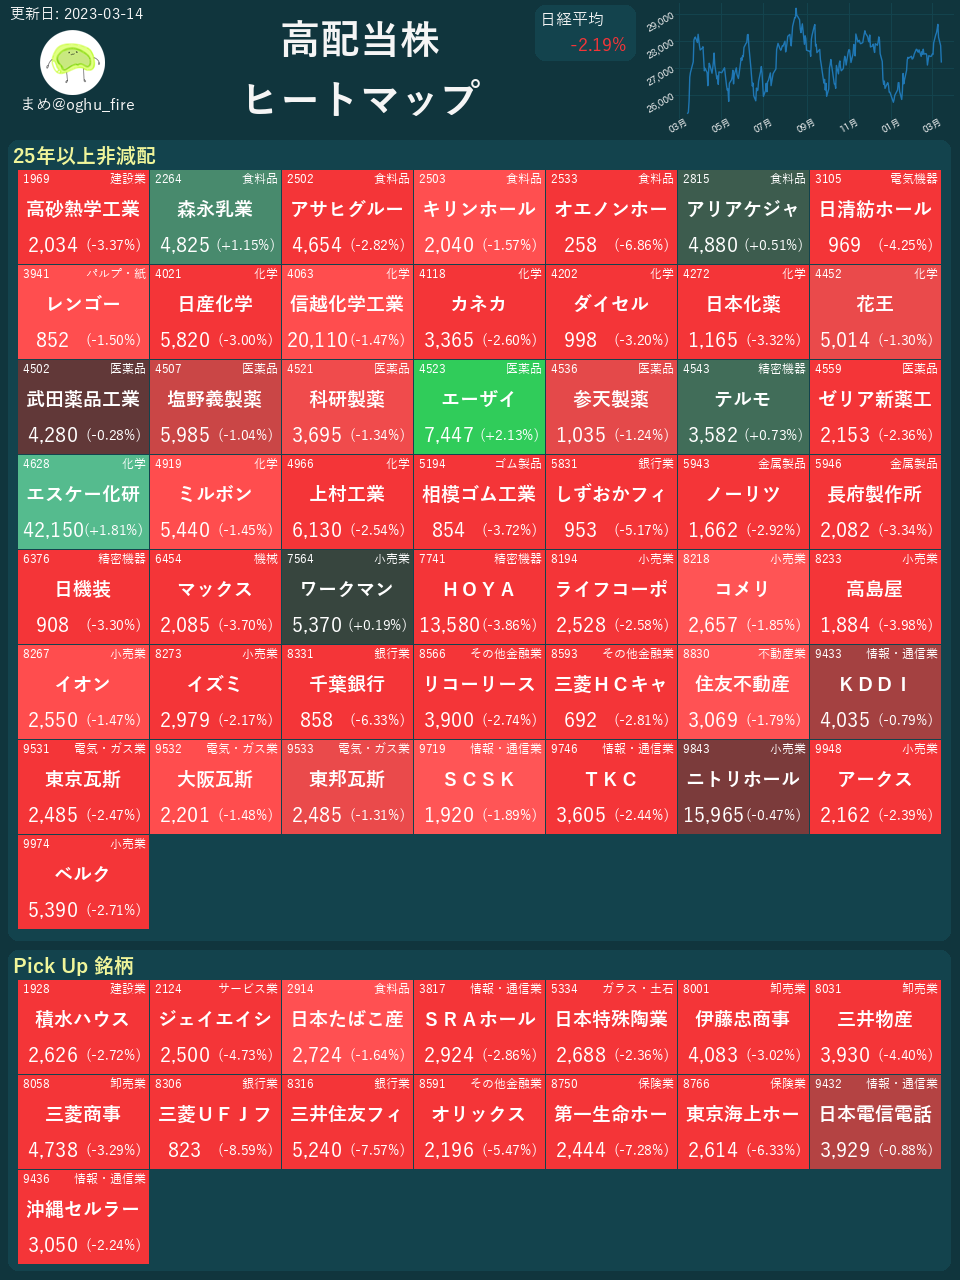 更新日: 2023-03-14
まめ@oghu_fire
高配当株
ヒートマップ
日経平均
-2.19%
29,000
28,000
27,000
26,000
03月 05月 07月 09月 11月 01月 03月
25年以上非減配
1969 建設業 2264 食料品 2502 食料品 2503 食料品 2533 食料品 2815 食料品 3105 電気機器
高砂熱学工業 森永乳業 アサヒグルー キリンホール オエノンホー アリアケジャ 日清紡ホール
2,034 (-3.37%) 4,825 (+1.15%) 4,654 (-2.82%) 2,040 (-1.57%) 258 (-6.86%) 4,880 (+0.51%) 969 (-4.25%)
3941 パルプ・紙 4021 化学 4063 化学 4118 化学 4202 化学 4272 化学 4452 化学
レンゴー 日産化学 信越化学工業 カネカ ダイセル 日本化薬 花王
852 (-1.50%) 5,820 (-3.00%) 20,110 (-1.47%) 3,365 (-2.60%) 998 (-3.20%) 1,165 (-3.32%) 5,014 (-1.30%)
4502 医薬品 4507 医薬品 4521 医薬品 4523 医薬品 4536 医薬品 4543 精密機器 4559 医薬品
武田薬品工業 塩野義製薬 科研製薬 エーザイ 参天製薬 テルモ ゼリア新薬工
4,280 (-0.28%) 5,985 (-1.04%) 3,695 (-1.34%) 7,447 (+2.13%) 1,035 (-1.24%) 3,582 (+0.73%) 2,153 (-2.36%)
4628 化学 4919 化学 4966 化学 5194 ゴム製品 5831 銀行業 5943 金属製品 5946 金属製品
エスケー化研 ミルボン 上村工業 相模ゴム工業 しずおかフィ ノーリツ 長府製作所
42,150 (+1.81%) 5,440 (-1.45%) 6,130 (-2.54%) 854 (-3.72%) 953 (-5.17%) 1,662 (-2.92%) 2,082 (-3.34%)
6376 精密機器 6454 機械 7564 小売業 7741 精密機器 8194 小売業 8218 小売業 8233 小売業
日機装 マックス ワークマン ＨＯＹＡ ライフコーポ コメリ 高島屋
908 (-3.30%) 2,085 (-3.70%) 5,370 (+0.19%) 13,580 (-3.86%) 2,528 (-2.58%) 2,657 (-1.85%) 1,884 (-3.98%)
8267 小売業 8273 小売業 8331 銀行業 8566 その他金融業 8593 その他金融業 8830 不動産業 9433 情報・通信業
イオン イズミ 千葉銀行 リコーリース 三菱ＨＣキャ 住友不動産 ＫＤＤＩ
2,550 (-1.47%) 2,979 (-2.17%) 858 (-6.33%) 3,900 (-2.74%) 692 (-2.81%) 3,069 (-1.79%) 4,035 (-0.79%)
9531 電気・ガス業 9532 電気・ガス業 9533 電気・ガス業 9719 情報・通信業 9746 情報・通信業 9843 小売業 9948 小売業
東京瓦斯 大阪瓦斯 東邦瓦斯 ＳＣＳＫ ＴＫＣ ニトリホール アークス
2,485 (-2.47%) 2,201 (-1.48%) 2,485 (-1.31%) 1,920 (-1.89%) 3,605 (-2.44%) 15,965 (-0.47%) 2,162 (-2.39%)
9974 小売業
ベルク
5,390 (-2.71%)
Pick Up 銘柄
1928 建設業 2124 サービス業 2914 食料品 3817 情報・通信業 5334 ガラス・土石 8001 卸売業 8031 卸売業
積水ハウス ジェイエイシ 日本たばこ産 ＳＲＡホール 日本特殊陶業 伊藤忠商事 三井物産
2,626 (-2.72%) 2,500 (-4.73%) 2,724 (-1.64%) 2,924 (-2.86%) 2,688 (-2.36%) 4,083 (-3.02%) 3,930 (-4.40%)
8058 卸売業 8306 銀行業 8316 銀行業 8591 その他金融業 8750 保険業 8766 保険業 9432 情報・通信業
三菱商事 三菱ＵＦＪフ 三井住友フィ オリックス 第一生命ホー 東京海上ホー 日本電信電話
4,738 (-3.29%) 823 (-8.59%) 5,240 (-7.57%) 2,196 (-5.47%) 2,444 (-7.28%) 2,614 (-6.33%) 3,929 (-0.88%)
9436 情報・通信業
沖縄セルラー
3,050 (-2.24%)